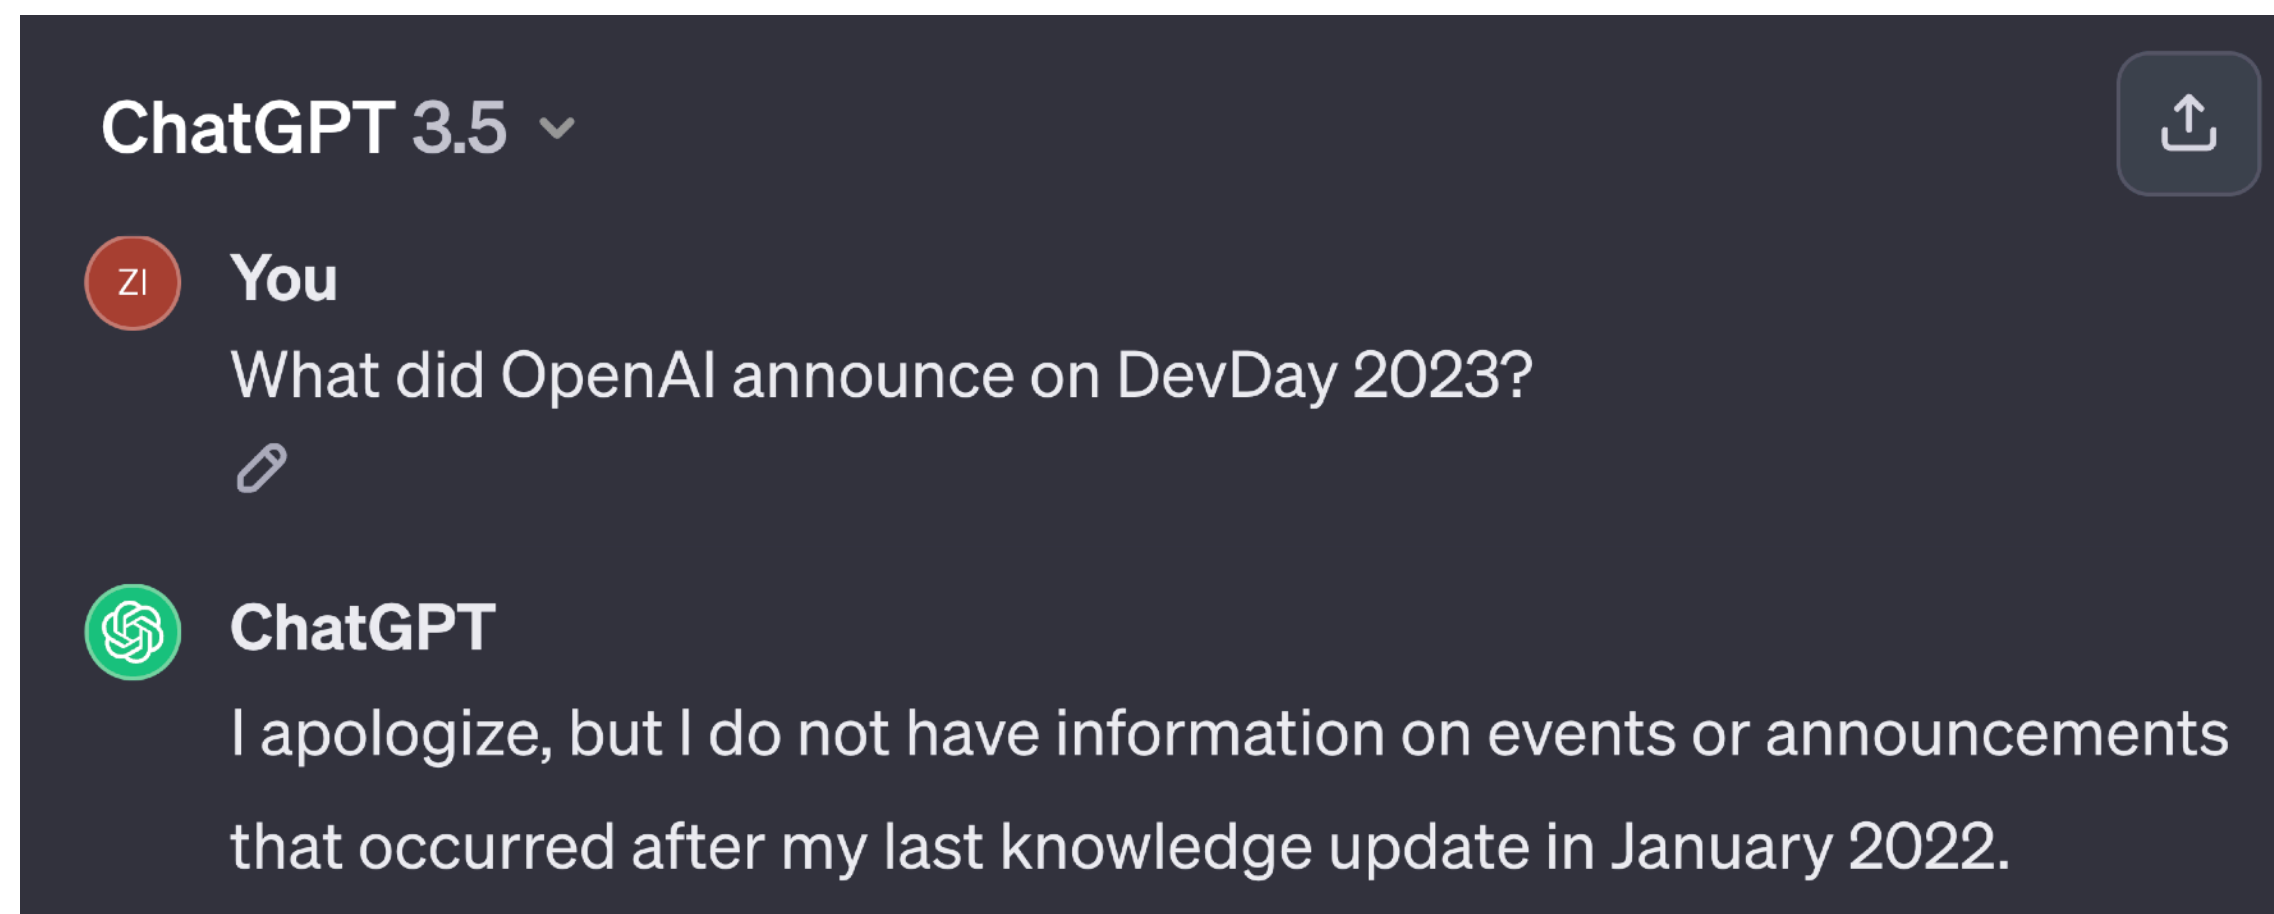 ChatGPT 3.5
ZI
You
What did OpenAI announce on DevDay 2023?
ChatGPT
I apologize, but I do not have information on events or announcements
that occurred after my last knowledge update in January 2022.